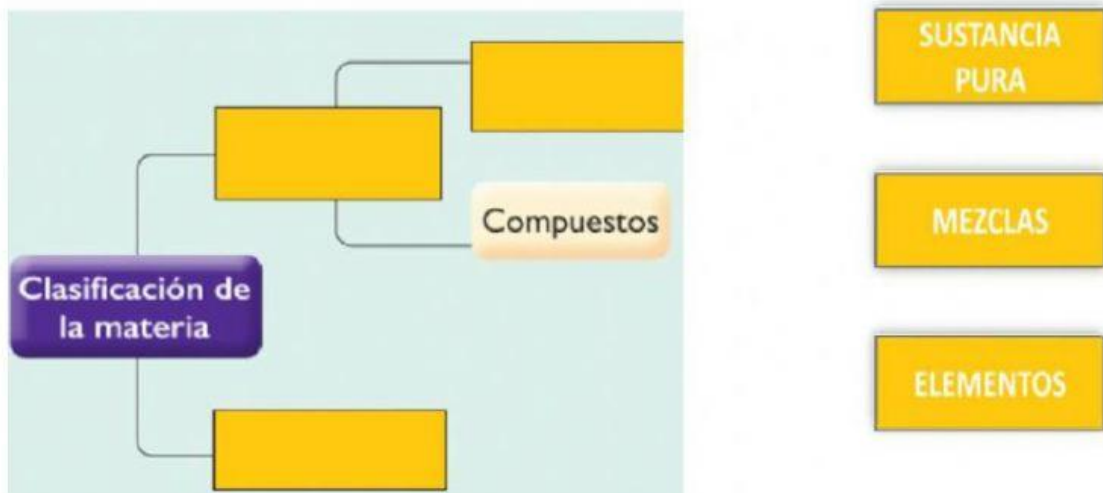 Compuestos
Clasificación de
la materia
SUSTANCIA
PURA
MEZCLAS
ELEMENTOS